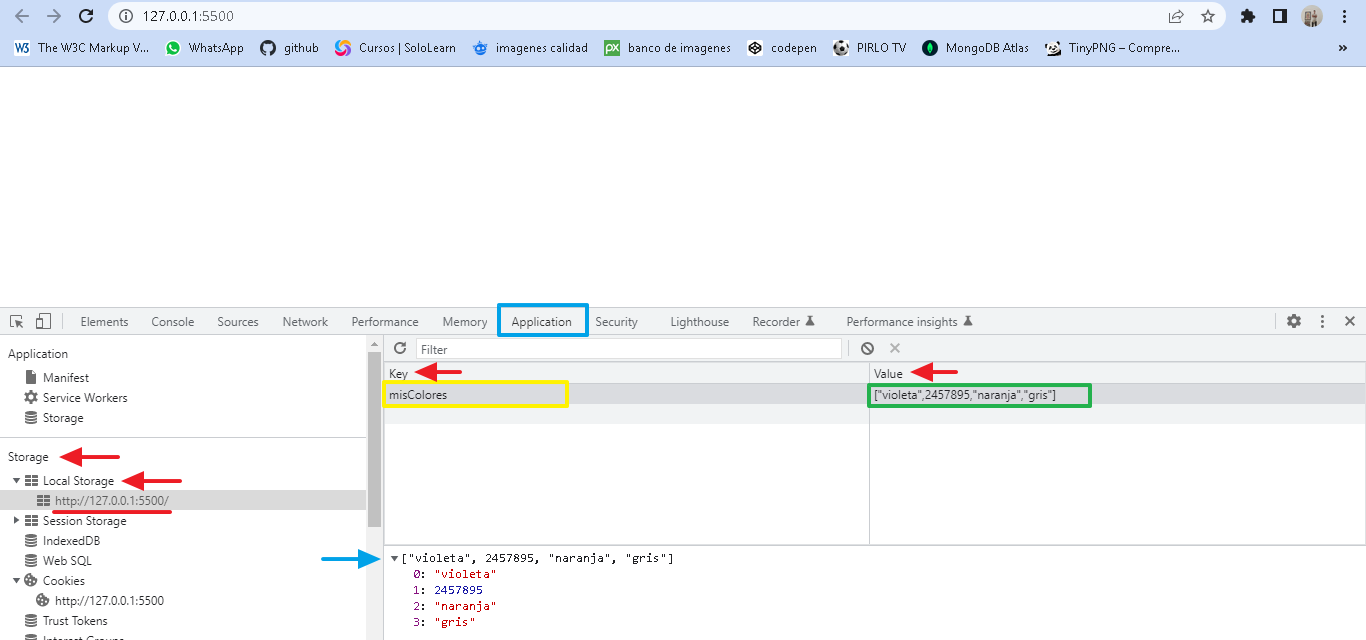 127.0.0.1:5500
The W3C Markup V... WhatsApp github Cursos | SoloLearn imagenes calidad banco de imagenes codepen PIRLO TV MongoDB Atlas TinyPNG – Compre... »
Elements Console Sources Network Performance Memory Application Security Lighthouse Recorder Performance insights
Application
Manifest
Service Workers
Storage
Storage
Local Storage
http://127.0.0.1:5500/
Session Storage
IndexedDB
Web SQL
Cookies
http://127.0.0.1:5500
Trust Tokens
Interest Groups
Filter
Key Value
misColores ["violeta",2457895,"naranja","gris"]
["violeta", 2457895, "naranja", "gris"]
0: "violeta"
1: 2457895
2: "naranja"
3: "gris"